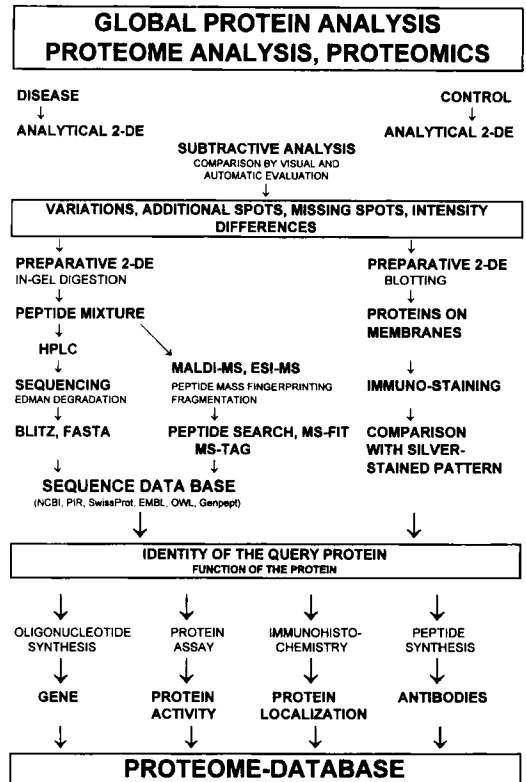 GLOBAL PROTEIN ANALYSIS
PROTEOME ANALYSIS, PROTEOMICS
DISEASE
CONTROL
ANALYTICAL 2-DE
ANALYTICAL 2-DE
SUBTRACTIVE ANALYSIS
COMPARISON BY VISUAL AND
AUTOMATIC EVALUATION
VARIATIONS, ADDITIONAL SPOTS, MISSING SPOTS, INTENSITY
DIFFERENCES
PREPARATIVE 2-DE
IN-GEL DIGESTION
PREPARATIVE 2-DE
BLOTTING
PEPTIDE MIXTURE
PROTEINS ON
MEMBRANES
HPLC
MALDI-MS, ESI-MS
PEPTIDE MASS FINGERPRINTING
FRAGMENTATION
SEQUENCING
EDMAN DEGRADATION
IMMUNO-STAINING
BLITZ, FASTA
PEPTIDE SEARCH, MS-FIT
MS-TAG
COMPARISON
WITH SILVER-
STAINED PATTERN
SEQUENCE DATA BASE
(NCBI, PIR, SwissProt, EMBL, OWL, Genpept)
IDENTITY OF THE QUERY PROTEIN
FUNCTION OF THE PROTEIN
OLIGONUCLEOTIDE
SYNTHESIS
PROTEIN
ASSAY
IMMUNOHISTO-
CHEMISTRY
PEPTIDE
SYNTHESIS
GENE
PROTEIN
ACTIVITY
PROTEIN
LOCALIZATION
ANTIBODIES
PROTEOME-DATABASE